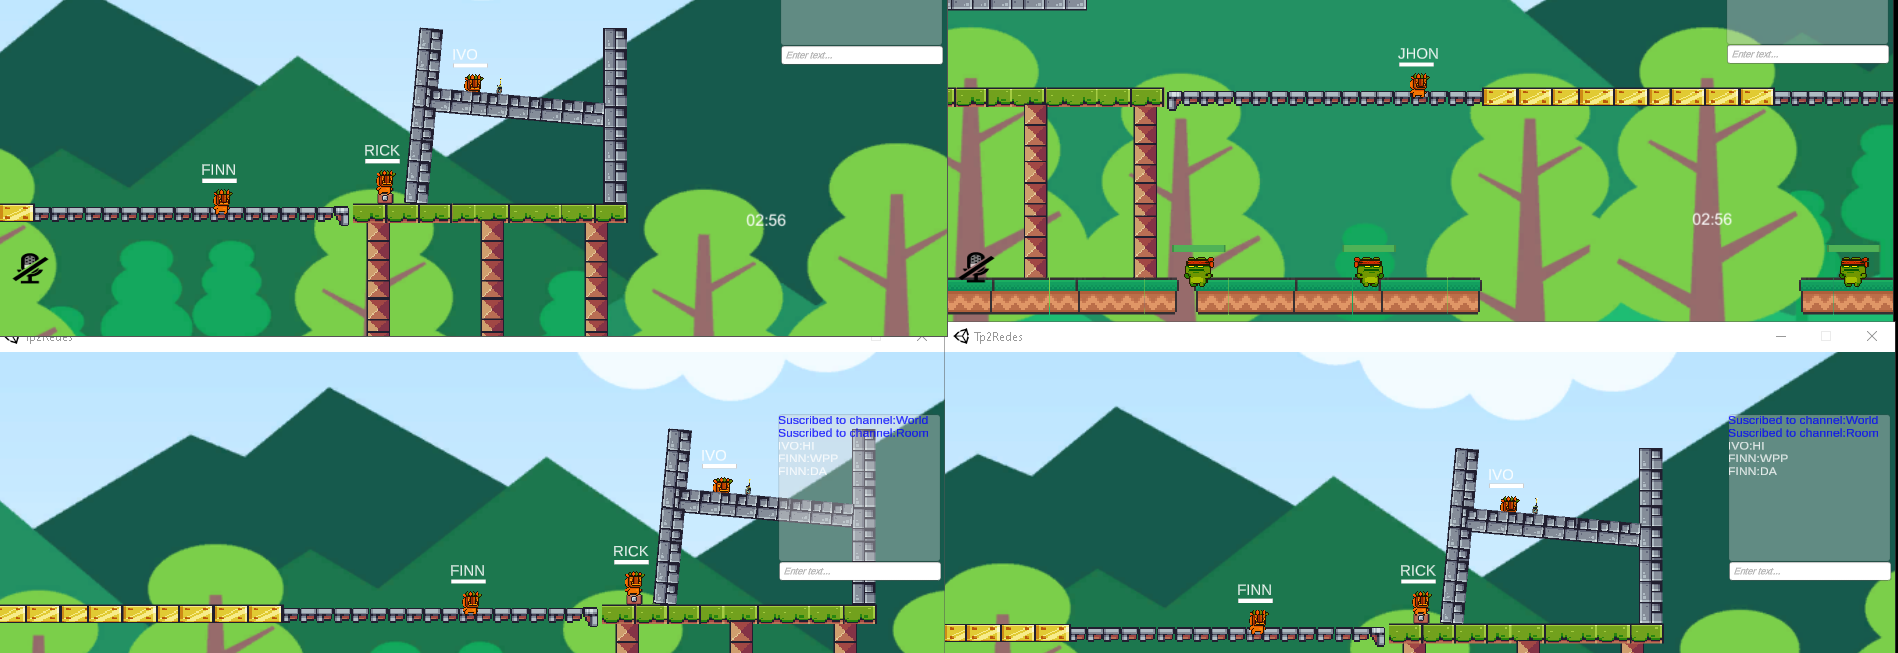 IVO
Enter text...
RICK
FINN
02:56
JHON
Enter text...
02:56
Tp2Redes
Suscribed to channel:World
Suscribed to channel:Room
IVO:HI
FINN:WPP
FINN:DA
IVO
RICK
FINN
Enter text...
Tp2Redes
Suscribed to channel:World
Suscribed to channel:Room
IVO:HI
FINN:WPP
FINN:DA
IVO
RICK
FINN
Enter text...